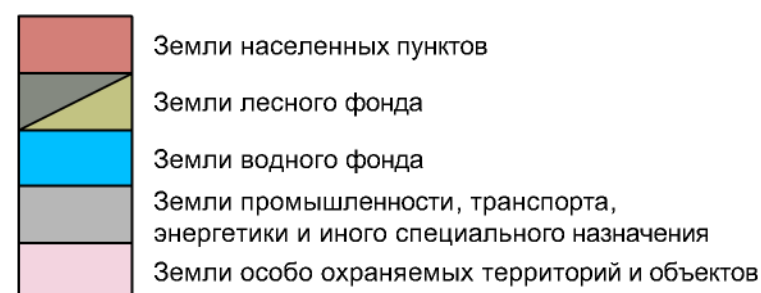 Земли населенных пунктов
Земли лесного фонда
Земли водного фонда
Земли промышленности, транспорта,
энергетики и иного специального назначения
Земли особо охраняемых территорий и объектов